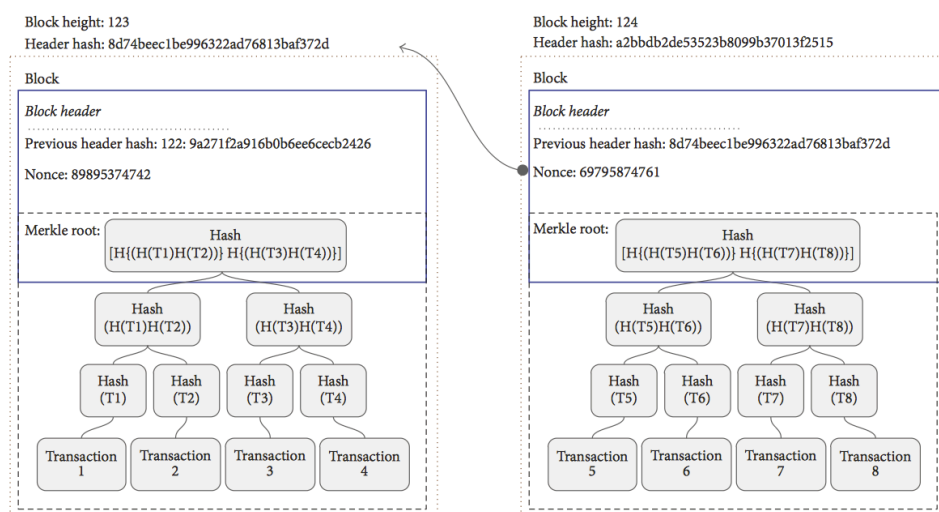 Block height: 123
Header hash: 8d74beec1be996322ad76813baf372d
Block
Block header
Previous header hash: 122: 9a271f2a916b0b6ee6cecb2426
Nonce: 89895374742
Merkle root:
Hash
[H{(H(T1)H(T2))} H{(H(T3)H(T4))}]
Hash
(H(T1)H(T2))
Hash
(H(T3)H(T4))
Hash
(T1)
Hash
(T2)
Hash
(T3)
Hash
(T4)
Transaction
1
Transaction
2
Transaction
3
Transaction
4
Block height: 124
Header hash: a2bbdb2de53523b8099b37013f2515
Block
Block header
Previous header hash: 8d74beec1be996322ad76813baf372d
Nonce: 69795874761
Merkle root:
Hash
[H{(H(T5)H(T6))} H{(H(T7)H(T8))}]
Hash
(H(T5)H(T6))
Hash
(H(T7)H(T8))
Hash
(T5)
Hash
(T6)
Hash
(T7)
Hash
(T8)
Transaction
5
Transaction
6
Transaction
7
Transaction
8